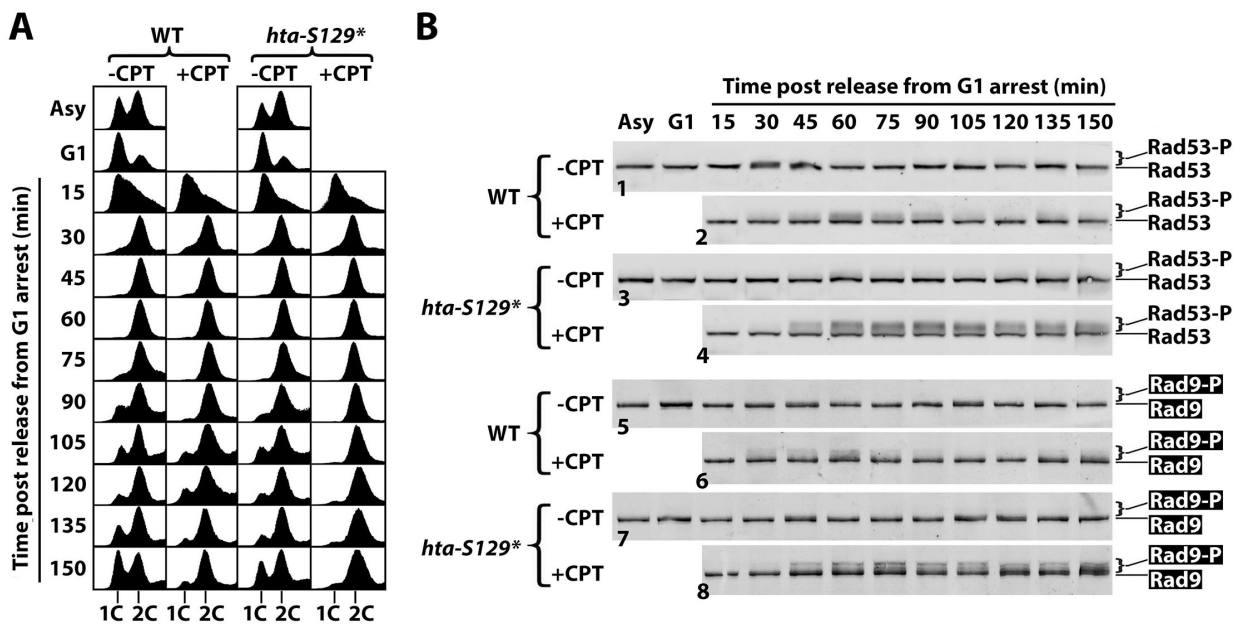 A
WT
hta-S129*
-CPT +CPT -CPT +CPT
Asy
G1
Time post release from G1 arrest (min)
15
30
45
60
75
90
105
120
135
150
1C 2C 1C 2C 1C 2C 1C 2C
B
Time post release from G1 arrest (min)
Asy G1 15 30 45 60 75 90 105 120 135 150
WT
-CPT
1
Rad53-P
Rad53
+CPT
2
Rad53-P
Rad53
hta-S129*
-CPT
3
Rad53-P
Rad53
+CPT
4
Rad53-P
Rad53
WT
-CPT
5
Rad9-P
Rad9
+CPT
6
Rad9-P
Rad9
hta-S129*
-CPT
7
Rad9-P
Rad9
+CPT
8
Rad9-P
Rad9